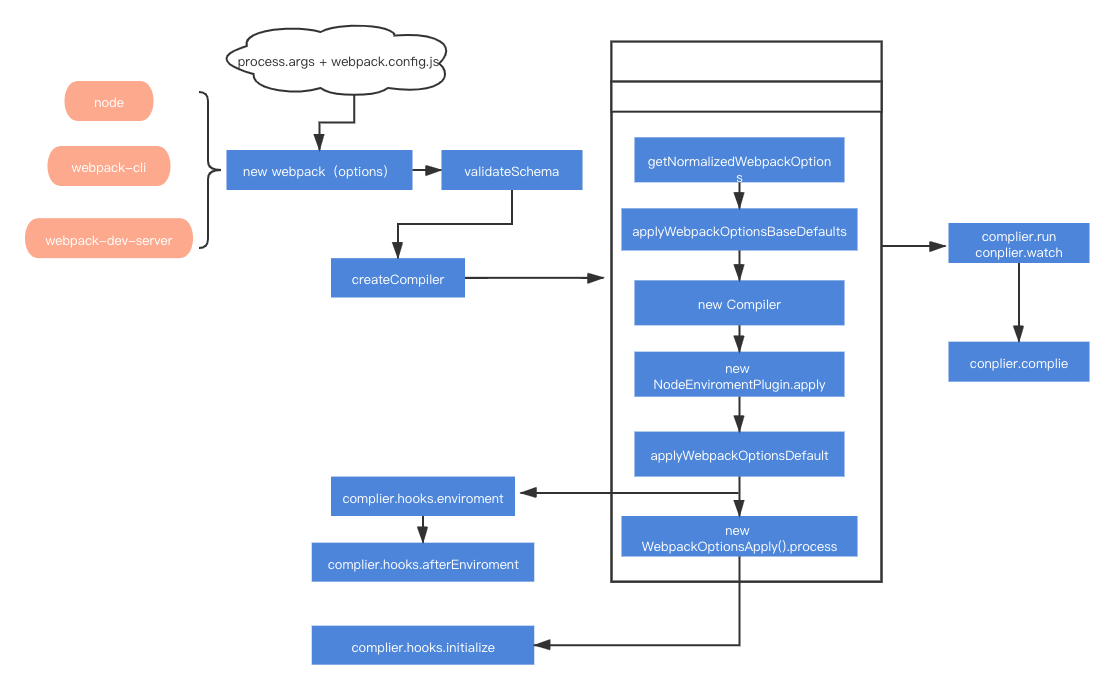 process.args + webpack.config.js
node
webpack-cli
webpack-dev-server
new webpack（options）
validateSchema
createCompiler
getNormalizedWebpackOption
s
applyWebpackOptionsBaseDefaults
new Compiler
new
NodeEnviromentPlugin.apply
applyWebpackOptionsDefault
new
WebpackOptionsApply().process
complier.hooks.enviroment
complier.hooks.afterEnviroment
complier.hooks.initialize
complier.run
conplier.watch
conplier.complie